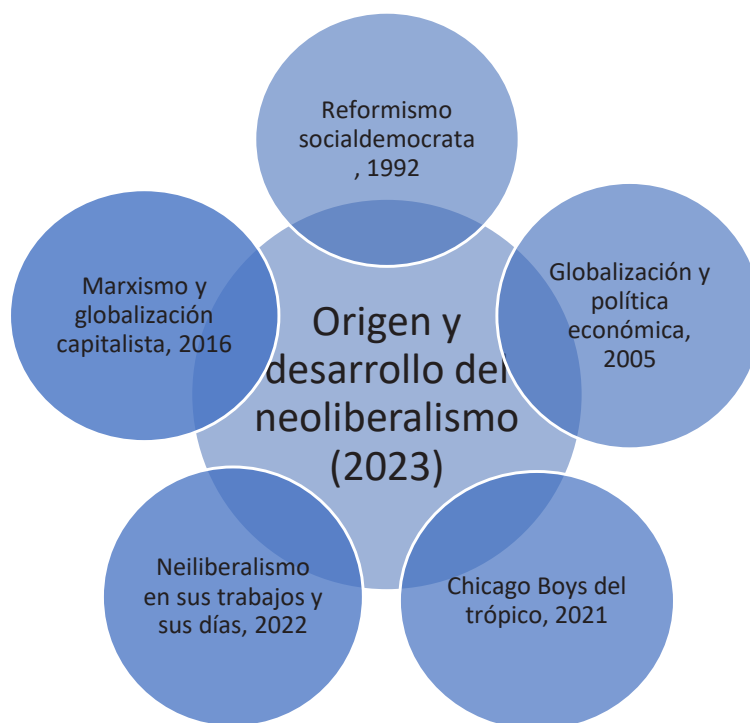 Reformismo
socialdemocrata
, 1992
Globalización y
política
económica,
2005
Chicago Boys del
trópico, 2021
Neiliberalismo
en sus trabajos y
sus días, 2022
Marxismo y
globalización
capitalista, 2016
Origen y
desarrollo del
neoliberalismo
(2023)